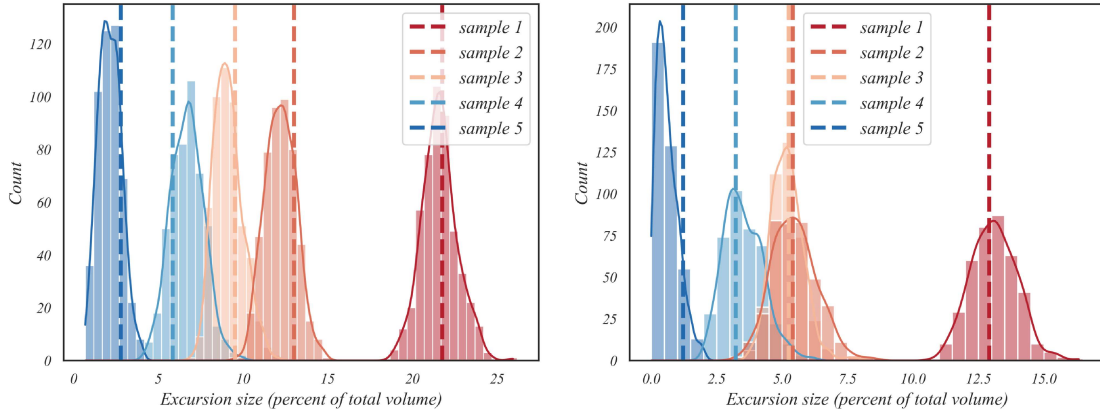 sample 1
sample 2
sample 3
sample 4
sample 5
120
100
80
60
40
20
0
Count
0 5 10 15 20 25
Excursion size (percent of total volume)
sample 1
sample 2
sample 3
sample 4
sample 5
200
175
150
125
100
75
50
25
0
Count
0.0 2.5 5.0 7.5 10.0 12.5 15.0
Excursion size (percent of total volume)